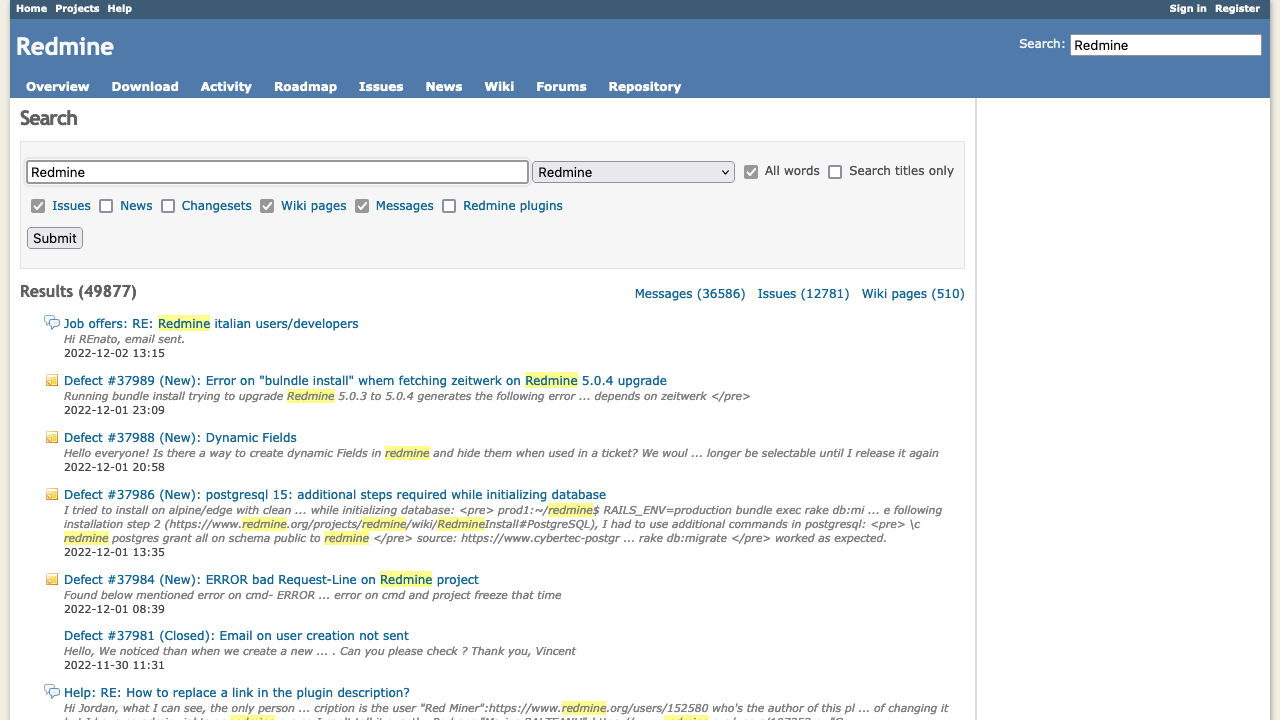 Home Projects Help Sign in Register
Redmine
Search: Redmine
Overview Download Activity Roadmap Issues News Wiki Forums Repository
Search
Redmine Redmine All words Search titles only
Issues News Changesets Wiki pages Messages Redmine plugins
Submit
Results (49877)
Messages (36586) Issues (12781) Wiki pages (510)
Job offers: RE: Redmine italian users/developers
Hi REnato, email sent.
2022-12-02 13:15
Defect #37989 (New): Error on "bulndle install" whem fetching zeitwerk on Redmine 5.0.4 upgrade
Running bundle install trying to upgrade Redmine 5.0.3 to 5.0.4 generates the following error ... depends on zeitwerk </pre>
2022-12-01 23:09
Defect #37988 (New): Dynamic Fields
Hello everyone! Is there a way to create dynamic Fields in redmine and hide them when used in a ticket? We woul ... longer be selectable until I release it again
2022-12-01 20:58
Defect #37986 (New): postgresql 15: additional steps required while initializing database
I tried to install on alpine/edge with clean ... while initializing database: <pre> prod1:~/redmine$ RAILS_ENV=production bundle exec rake db:mi ... e following
installation step 2 (https://www.redmine.org/projects/redmine/wiki/RedmineInstall#PostgreSQL), I had to use additional commands in postgresql: <pre> \c
redmine postgres grant all on schema public to redmine </pre> source: https://www.cybertec-postgr ... rake db:migrate </pre> worked as expected.
2022-12-01 13:35
Defect #37984 (New): ERROR bad Request-Line on Redmine project
Found below mentioned error on cmd- ERROR ... error on cmd and project freeze that time
2022-12-01 08:39
Defect #37981 (Closed): Email on user creation not sent
Hello, We noticed than when we create a new ... . Can you please check ? Thank you, Vincent
2022-11-30 11:31
Help: RE: How to replace a link in the plugin description?
Hi Jordan, what I can see, the only person ... cription is the user "Red Miner":https://www.redmine.org/users/152580 who's the author of this pl ... of changing it